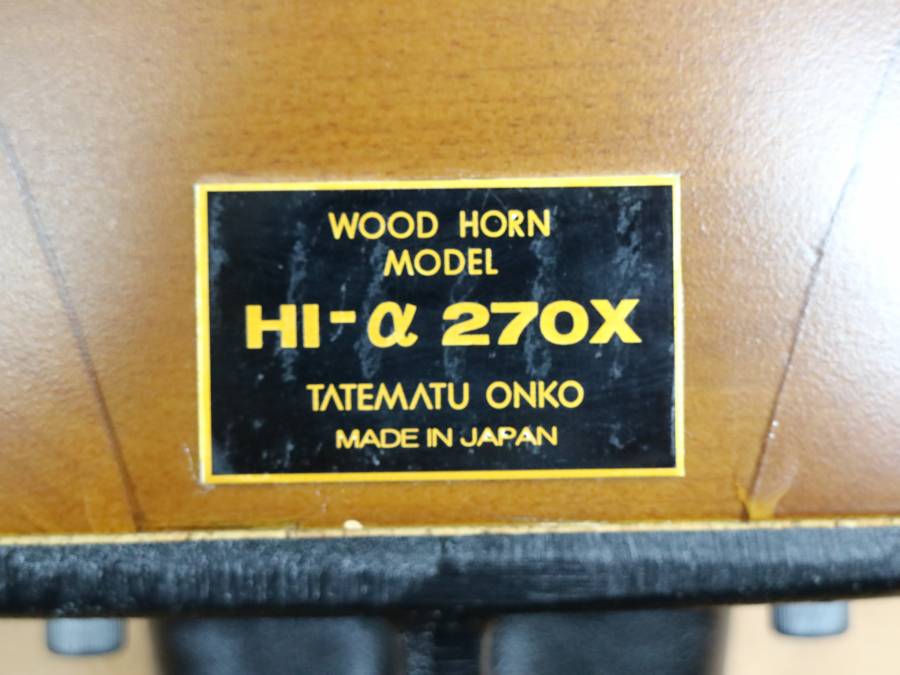 WOOD HORN
MODEL
HI-α 270X
TATEMATU ONKO
MADE IN JAPAN